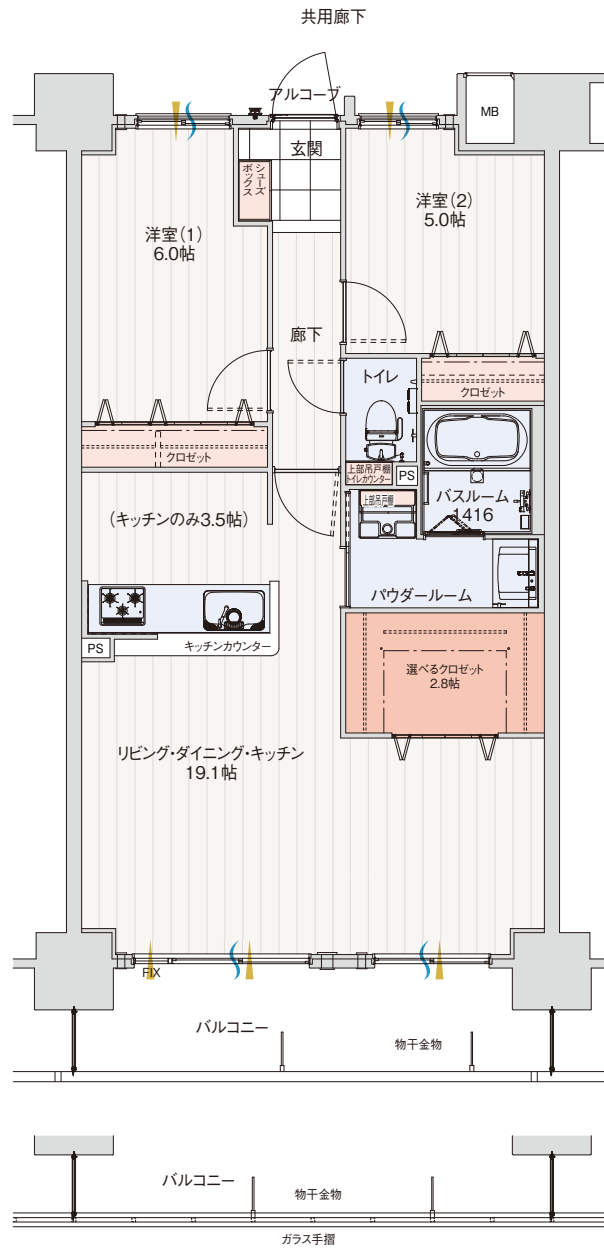 共用廊下
アルコーブ
MB
玄関
シューズ
ボックス
洋室(1)
6.0帖
洋室(2)
5.0帖
廊下
トイレ
クロゼット
クロゼット
上部吊戸棚
トイレカウンター
PS
上部吊戸棚
バスルーム
1416
(キッチンのみ3.5帖)
パウダールーム
キッチンカウンター
PS
選べるクロゼット
2.8帖
リビング・ダイニング・キッチン
19.1帖
FIX
バルコニー
物干金物
バルコニー
物干金物
ガラス手摺